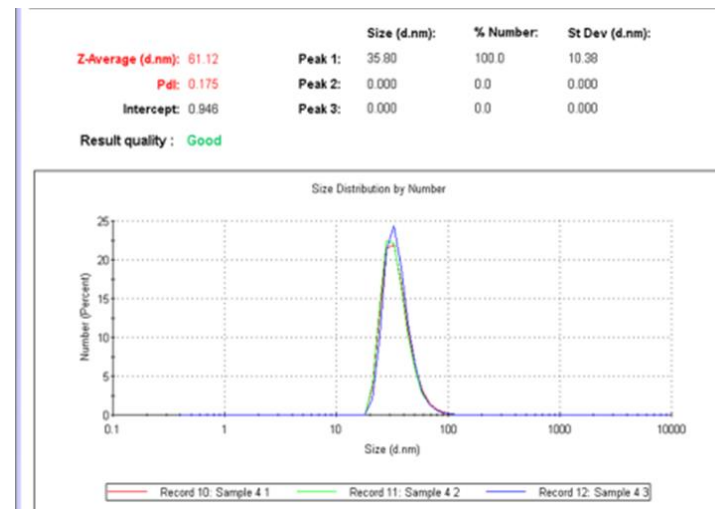 Size (d.nm): % Number: St Dev (d.nm):
Z-Average (d.nm): 61.12 Peak 1: 35.80 100.0 10.38
PdI: 0.175 Peak 2: 0.000 0.0 0.000
Intercept: 0.946 Peak 3: 0.000 0.0 0.000
Result quality : Good
Size Distribution by Number
Number (Percent)
25
20
15
10
5
0
0.1 1 10 100 1000 10000
Size (d.nm)
Record 10: Sample 4 1 Record 11: Sample 4 2 Record 12: Sample 4 3